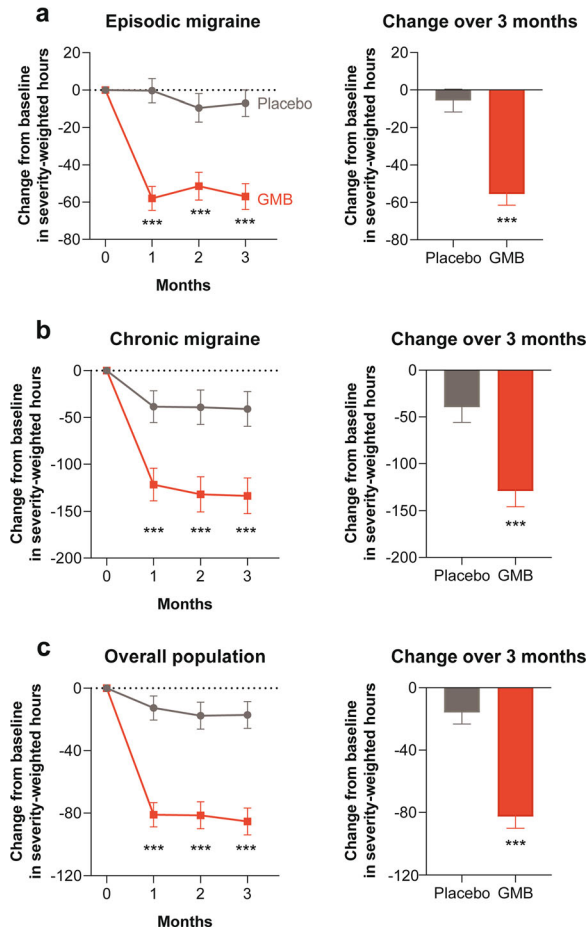 a
Episodic migraine
Change from baseline
in severity-weighted hours
20
0
-20
-40
-60
-80
Placebo
GMB
*** *** ***
0 1 2 3
Months
Change over 3 months
Change from baseline
in severity-weighted hours
20
0
-20
-40
-60
-80
***
Placebo GMB
b
Chronic migraine
Change from baseline
in severity-weighted hours
0
-50
-100
-150
-200
*** *** ***
0 1 2 3
Months
Change over 3 months
Change from baseline
in severity-weighted hours
0
-50
-100
-150
-200
***
Placebo GMB
c
Overall population
Change from baseline
in severity-weighted hours
0
-40
-80
-120
*** *** ***
0 1 2 3
Months
Change over 3 months
Change from baseline
in severity-weighted hours
0
-40
-80
-120
***
Placebo GMB